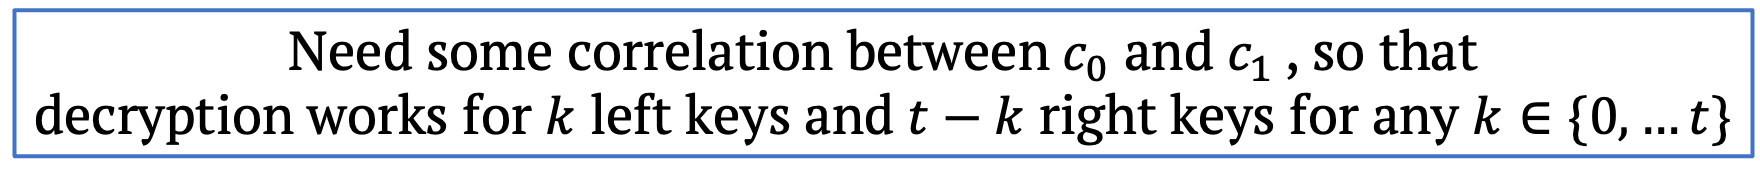 Need some correlation between c₀ and c₁ , so that
decryption works for k left keys and t − k right keys for any k ∈ {0, … t}